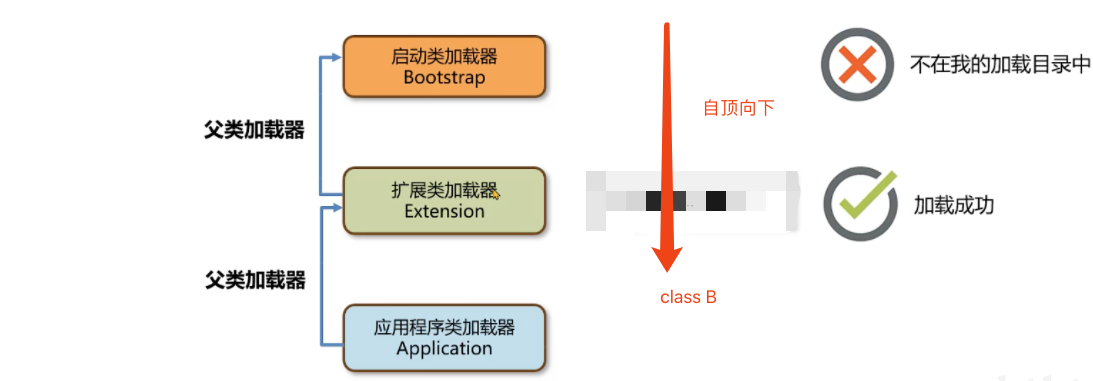 启动类加载器
Bootstrap
不在我的加载目录中
自顶向下
父类加载器
扩展类加载器
Extension
加载成功
父类加载器
class B
应用程序类加载器
Application